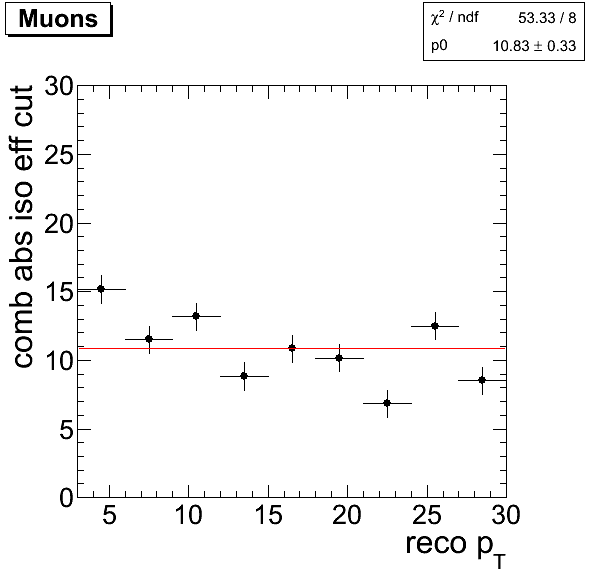 Muons
χ² / ndf 53.33 / 8
p0 10.83 ± 0.33
comb abs iso eff cut
30
25
20
15
10
5
0
5 10 15 20 25 30
reco p_T